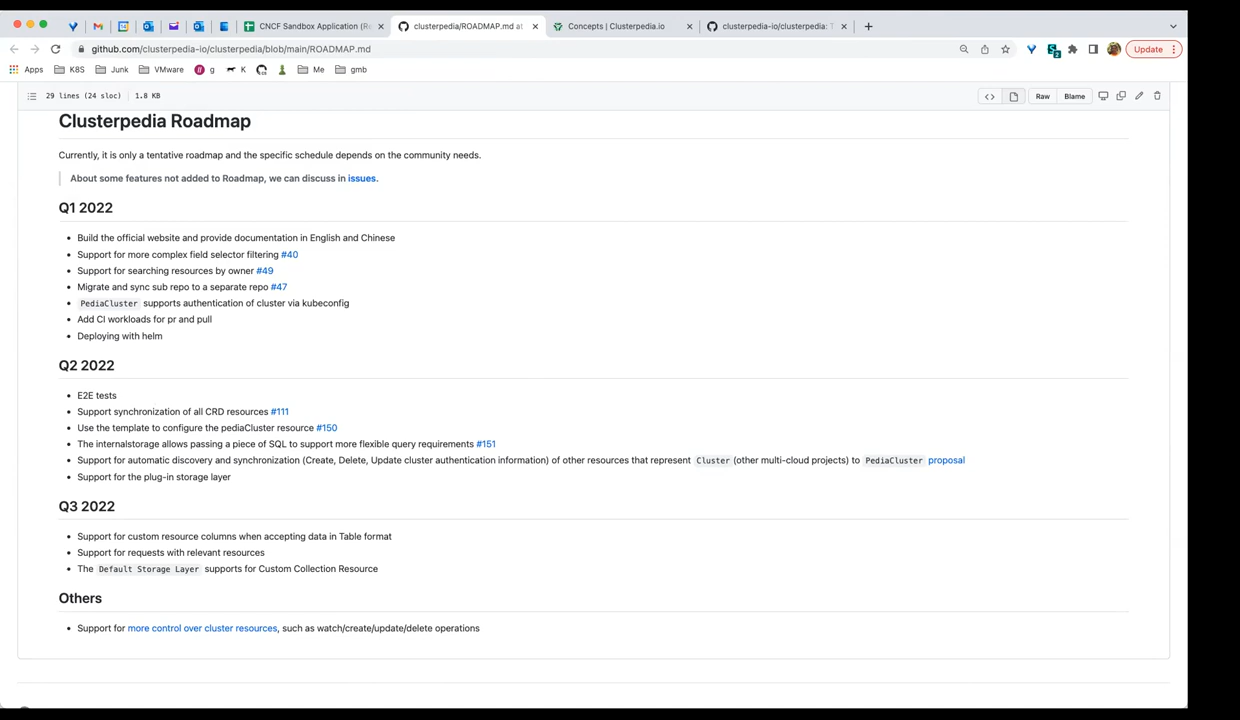 CNCF Sandbox Application (Re
clusterpedia/ROADMAP.md at
Concepts | Clusterpedia.io
clusterpedia-io/clusterpedia: T
github.com/clusterpedia-io/clusterpedia/blob/main/ROADMAP.md
2
Update
Apps
K8S
Junk
VMware
g
K
Me
gmb
29 lines (24 sloc) | 1.8 KB
Raw
Blame
Clusterpedia Roadmap
Currently, it is only a tentative roadmap and the specific schedule depends on the community needs.
About some features not added to Roadmap, we can discuss in issues.
Q1 2022
Build the official website and provide documentation in English and Chinese
Support for more complex field selector filtering #40
Support for searching resources by owner #49
Migrate and sync sub repo to a separate repo #47
PediaCluster supports authentication of cluster via kubeconfig
Add CI workloads for pr and pull
Deploying with helm
Q2 2022
E2E tests
Support synchronization of all CRD resources #111
Use the template to configure the pediaCluster resource #150
The internalstorage allows passing a piece of SQL to support more flexible query requirements #151
Support for automatic discovery and synchronization (Create, Delete, Update cluster authentication information) of other resources that represent Cluster (other multi-cloud projects) to PediaCluster proposal
Support for the plug-in storage layer
Q3 2022
Support for custom resource columns when accepting data in Table format
Support for requests with relevant resources
The Default Storage Layer supports for Custom Collection Resource
Others
Support for more control over cluster resources, such as watch/create/update/delete operations